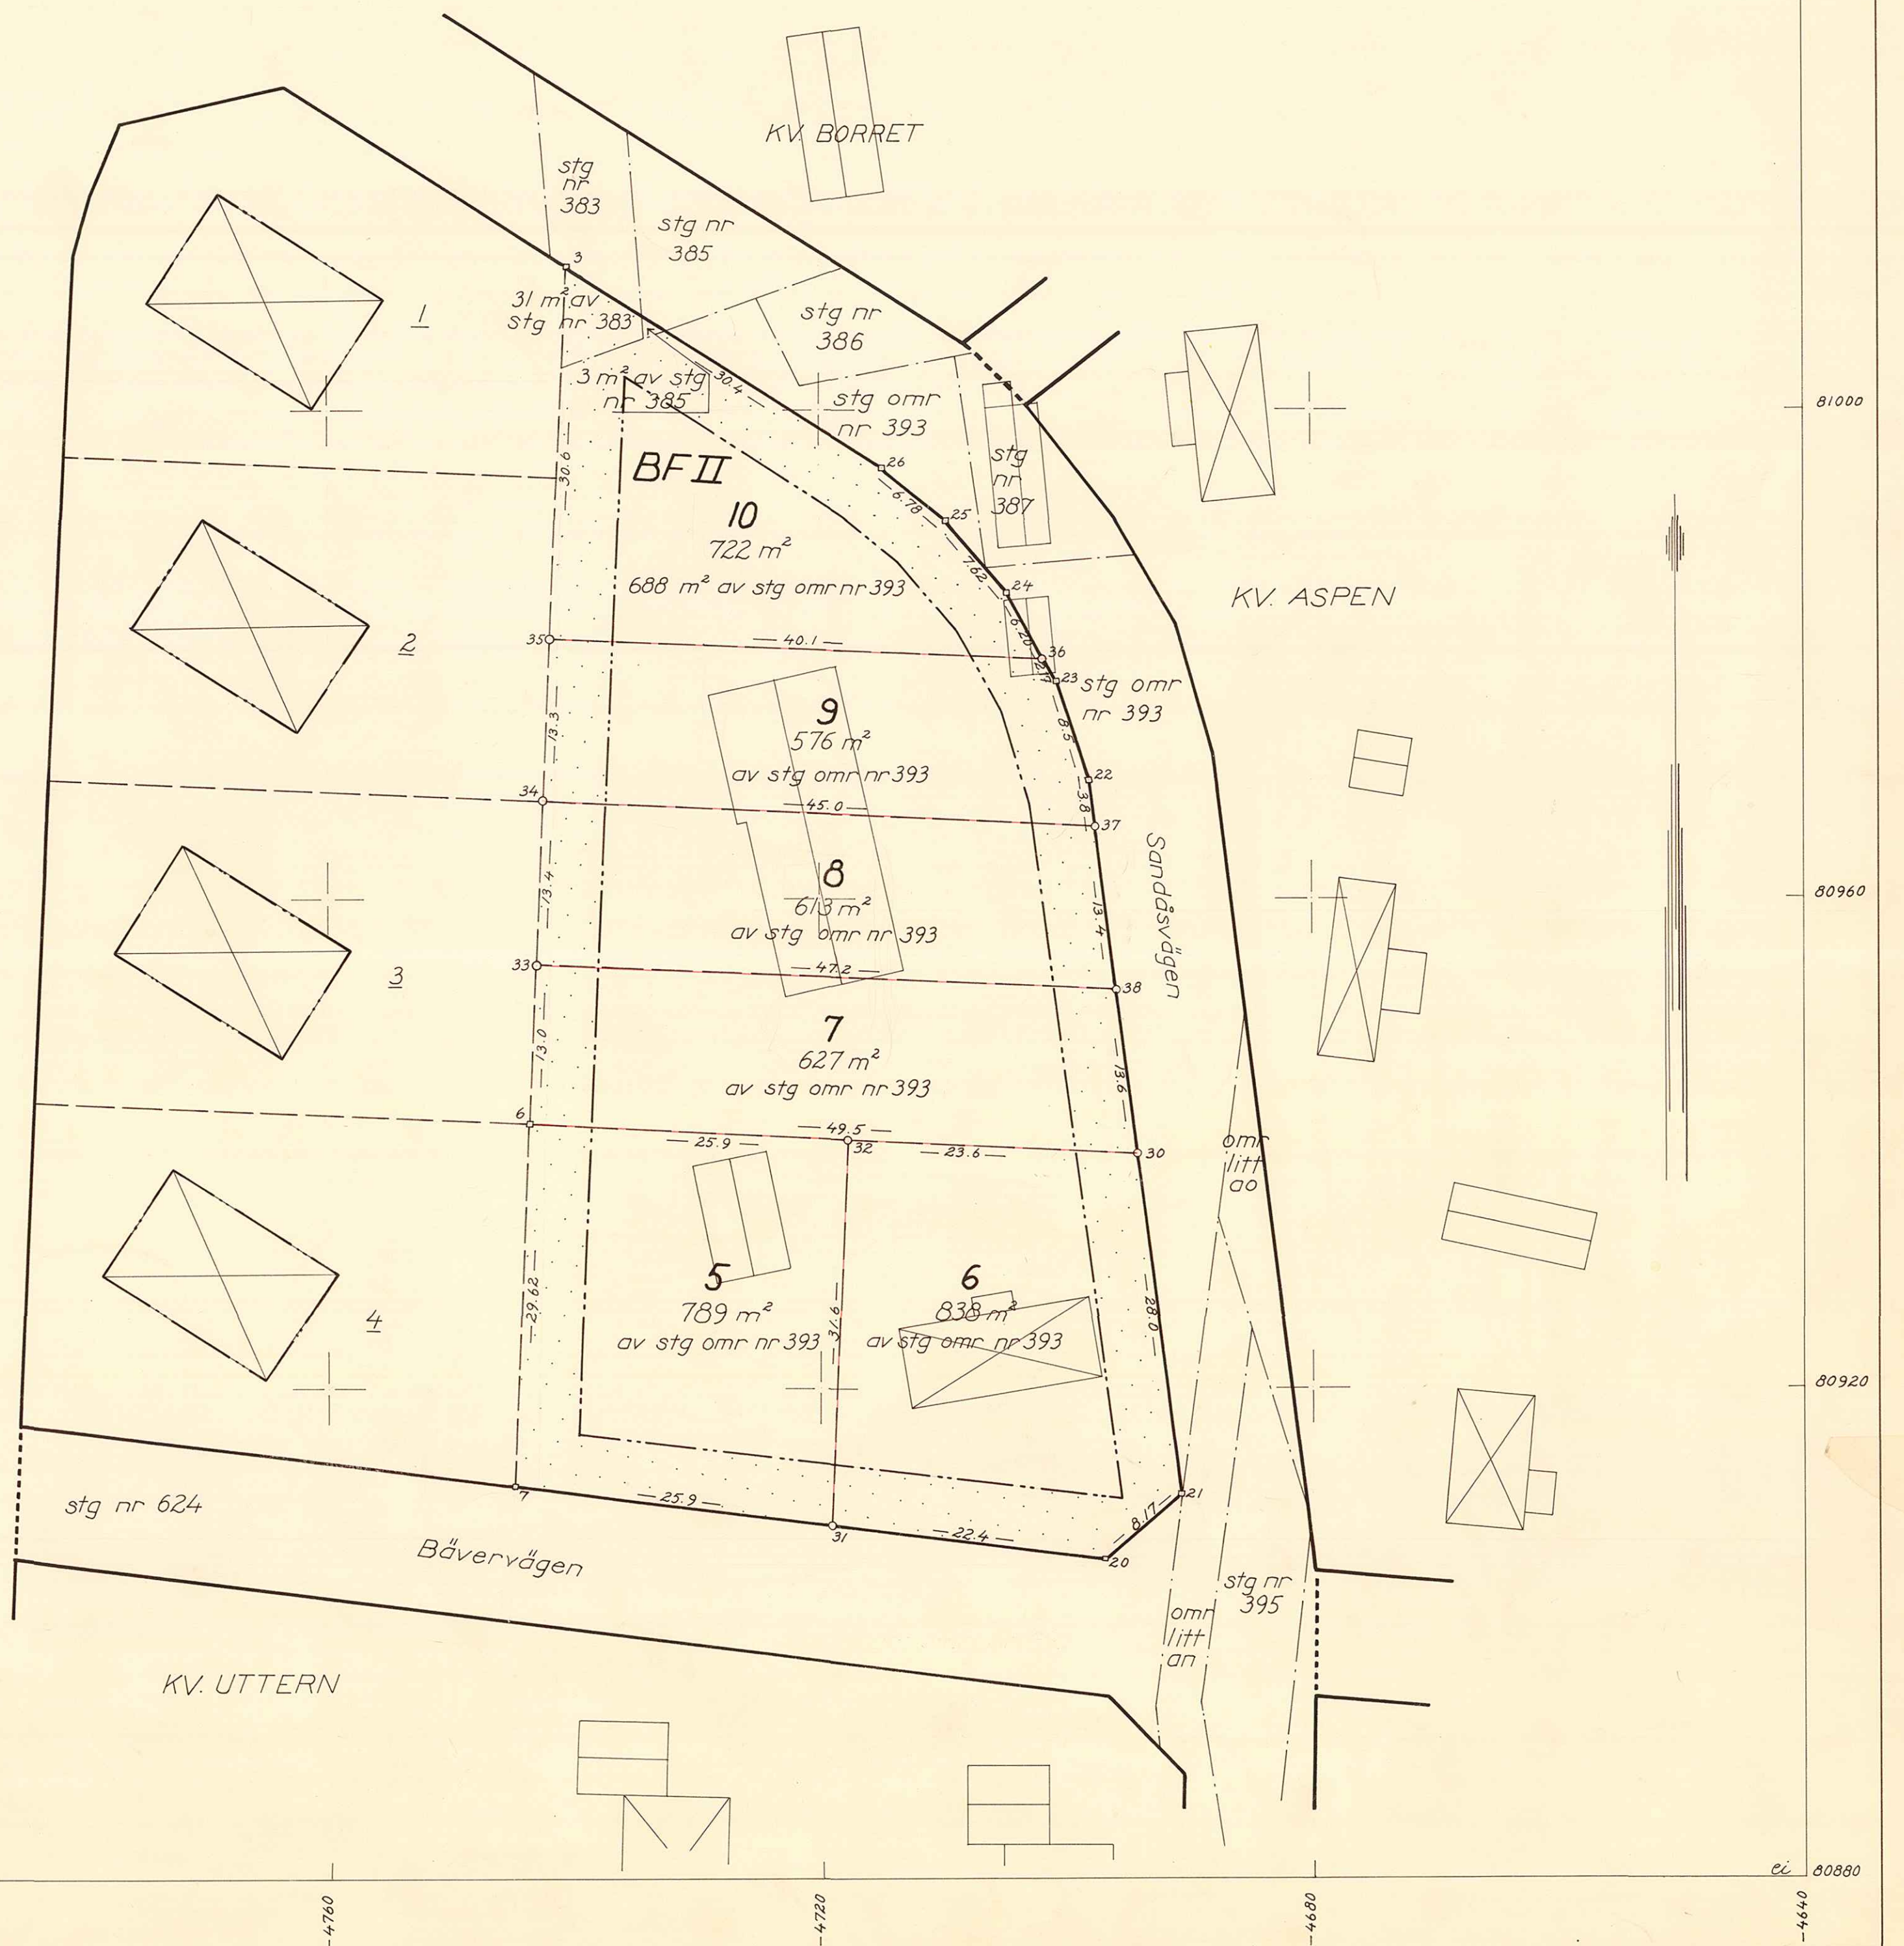 KV. BORRET
stg
nr
383
stg nr
385
3
31 m² av
stg nr 383
1
stg nr
386
3 m² av stg
nr 385
30.4
stg omr
nr 393
81000
30.6
BF II
26
6.78
25
stg
nr
387
10
722 m²
688 m² av stg omr nr 393
7.62
24
KV. ASPEN
6.20
35
40.1
36
2
23
stg omr
nr 393
9
576 m²
av stg omr nr 393
13.3
8.5
22
34
45.0
3.8
37
Sandåsvägen
8
613 m²
av stg omr nr 393
13.4
13.4
80960
33
47.2
38
3
7
627 m²
av stg omr nr 393
13.0
13.6
6
49.5
25.9
32
23.6
30
omr
litt
ao
5
789 m²
av stg omr nr 393
6
838 m²
av stg omr nr 393
29.62
31.6
28.0
4
80920
7
25.9
31
22.4
8.17
21
20
stg nr 624
Bävervägen
stg nr
395
omr
litt
an
KV. UTTERN
ei
80880
-4760
-4720
-4680
-4640